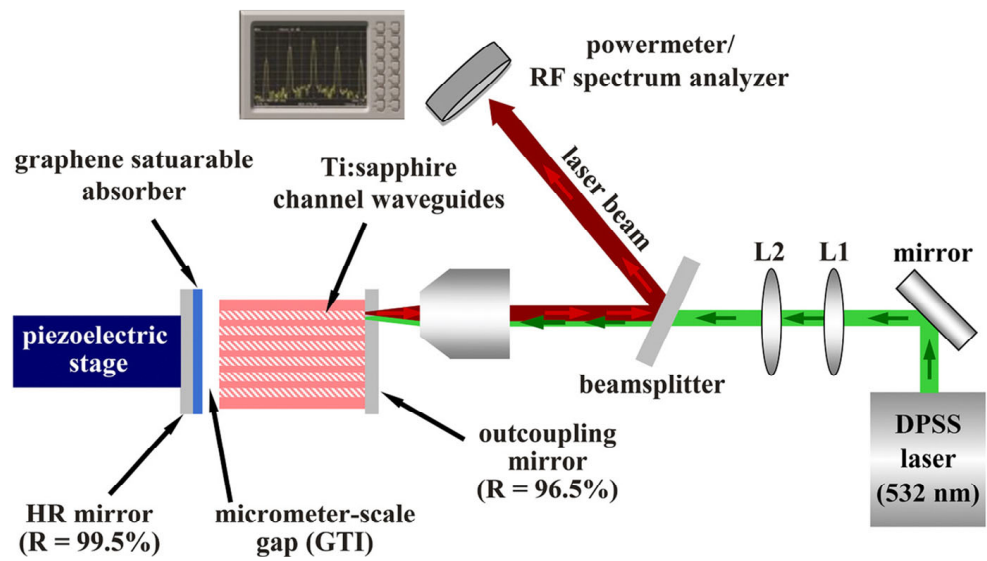 powermeter/
RF spectrum analyzer
graphene satuarable
absorber
Ti:sapphire
channel waveguides
laser beam
L2
L1
mirror
piezoelectric
stage
beamsplitter
outcoupling
mirror
(R = 96.5%)
DPSS
laser
(532 nm)
HR mirror
(R = 99.5%)
micrometer-scale
gap (GTI)